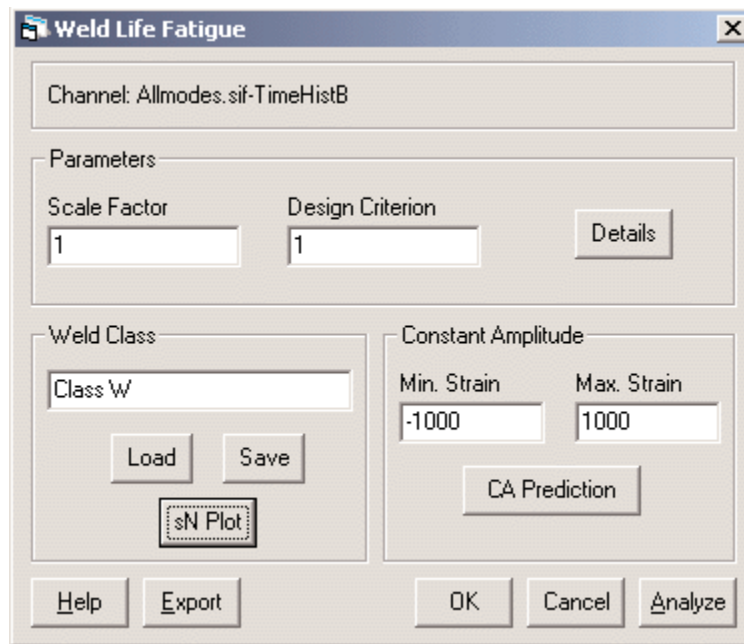 Weld Life Fatigue
Channel: Allmodes.sif-TimeHistB
Parameters
Scale Factor Design Criterion
1 1 Details
Weld Class
Class W
Load Save
sN Plot
Constant Amplitude
Min. Strain Max. Strain
-1000 1000
CA Prediction
Help Export OK Cancel Analyze